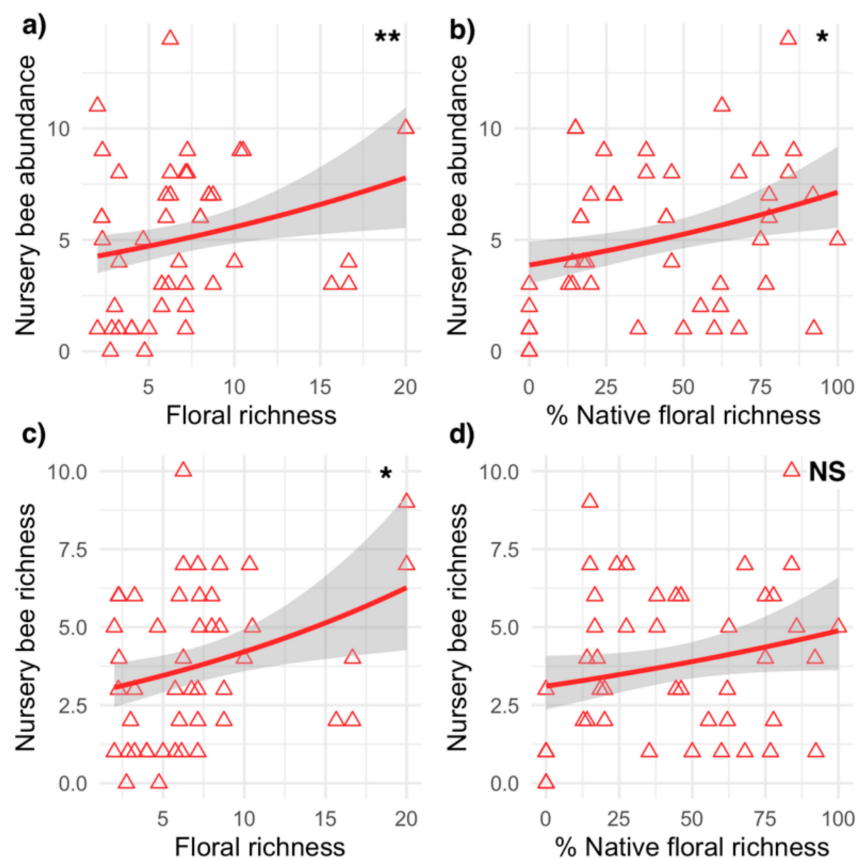 a)
**
Nursery bee abundance
10
5
0
5 10 15 20
Floral richness
b)
*
Nursery bee abundance
10
5
0
0 25 50 75 100
% Native floral richness
c)
*
Nursery bee richness
10.0
7.5
5.0
2.5
0.0
5 10 15 20
Floral richness
d)
NS
Nursery bee richness
10.0
7.5
5.0
2.5
0.0
0 25 50 75 100
% Native floral richness